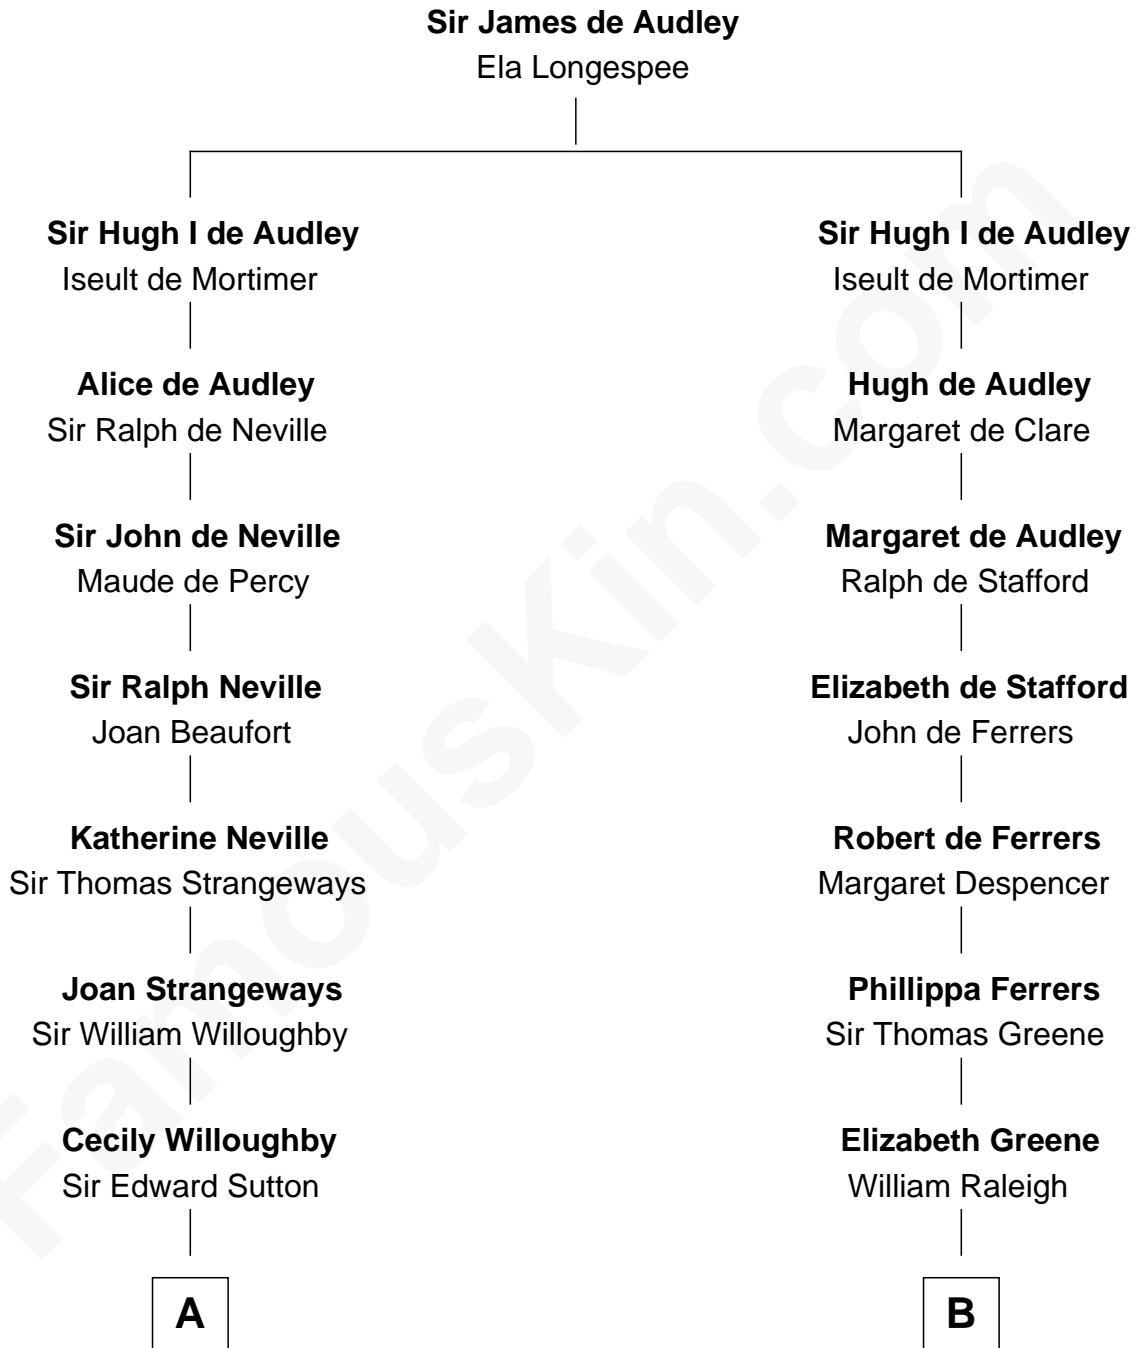 Sir James de Audley
Ela Longespee
Sir Hugh I de Audley
Iseult de Mortimer
Alice de Audley
Sir Ralph de Neville
Sir John de Neville
Maude de Percy
Sir Ralph Neville
Joan Beaufort
Katherine Neville
Sir Thomas Strangeways
Joan Strangeways
Sir William Willoughby
Cecily Willoughby
Sir Edward Sutton
A
Sir Hugh I de Audley
Iseult de Mortimer
Hugh de Audley
Margaret de Clare
Margaret de Audley
Ralph de Stafford
Elizabeth de Stafford
John de Ferrers
Robert de Ferrers
Margaret Despencer
Phillippa Ferrers
Sir Thomas Greene
Elizabeth Greene
William Raleigh
B
FamousKin.com